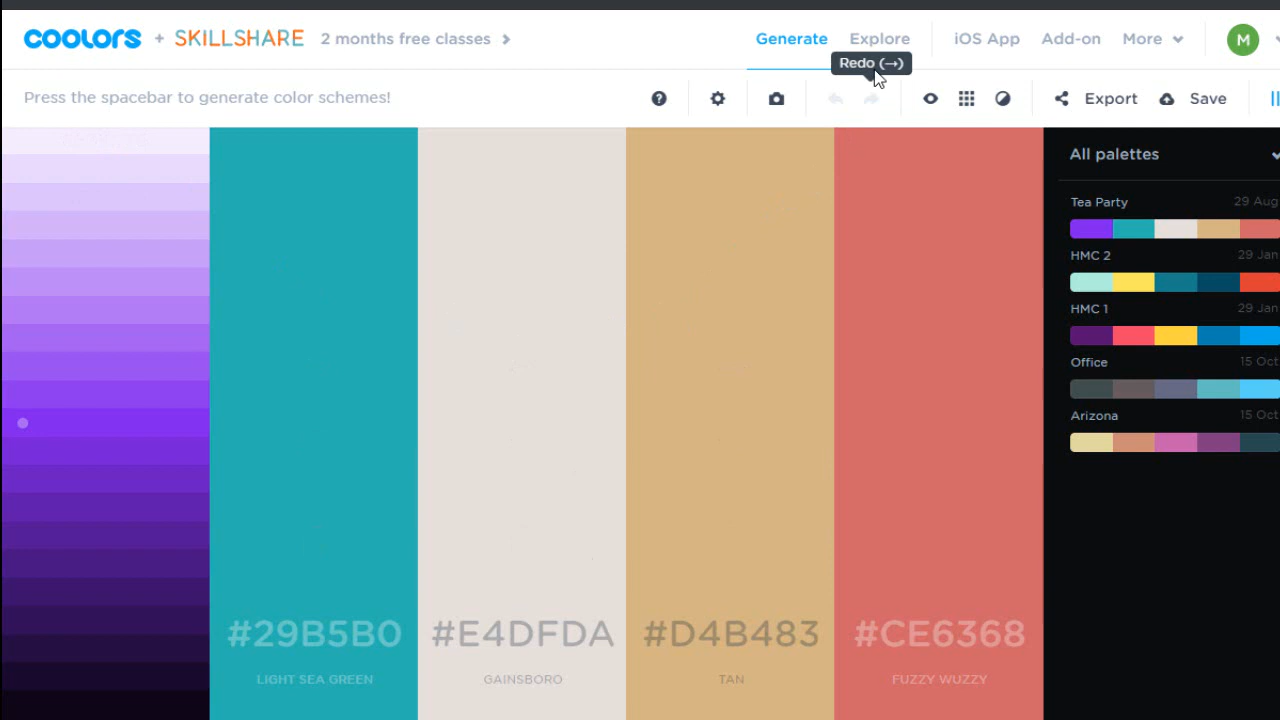 coolors + SKILLSHARE 2 months free classes Generate Explore iOS App Add-on More M
Redo (→)
Press the spacebar to generate color schemes! Export Save
All palettes
Tea Party 29 Aug
HMC 2 29 Jan
HMC 1 29 Jan
Office 15 Oct
Arizona 15 Oct
#29B5B0 #E4DFDA #D4B483 #CE6368
LIGHT SEA GREEN GAINSBORO TAN FUZZY WUZZY